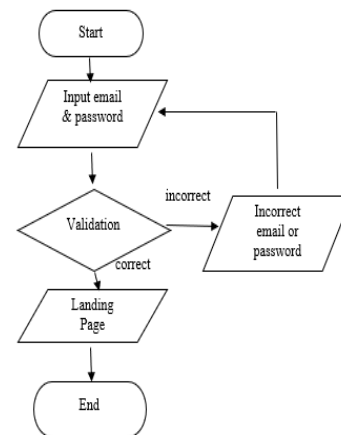 Start
Input email
& password
incorrect
Validation
Incorrect
email or
password
correct
Landing
Page
End